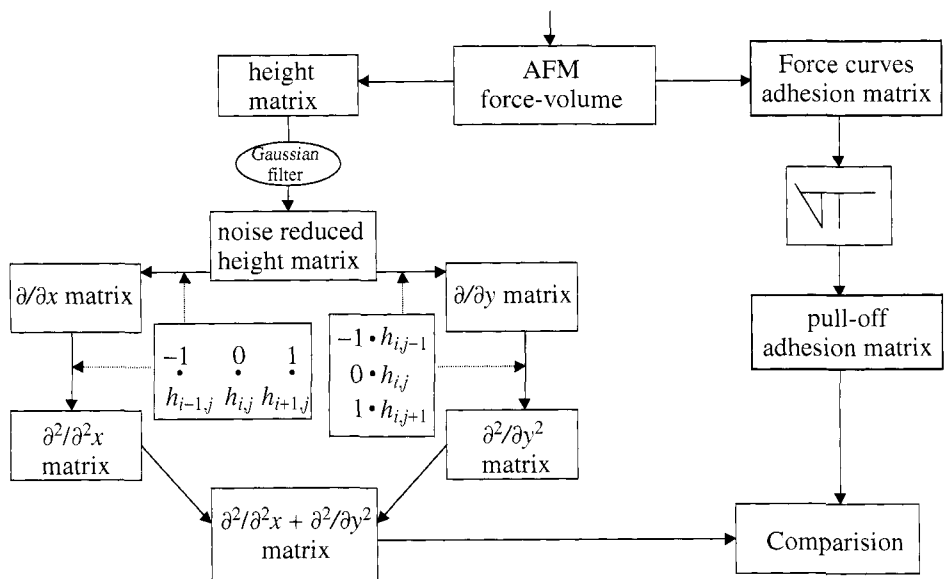 height
matrix
AFM
force-volume
Force curves
adhesion matrix
Gaussian
filter
noise reduced
height matrix
∂/∂x matrix
∂/∂y matrix
−1 0 1
• • •
h_{i−1,j} h_{i,j} h_{i+1,j}
−1 • h_{i,j−1}
0 • h_{i,j}
1 • h_{i,j+1}
pull-off
adhesion matrix
∂²/∂²x
matrix
∂²/∂y²
matrix
∂²/∂²x + ∂²/∂y²
matrix
Comparision